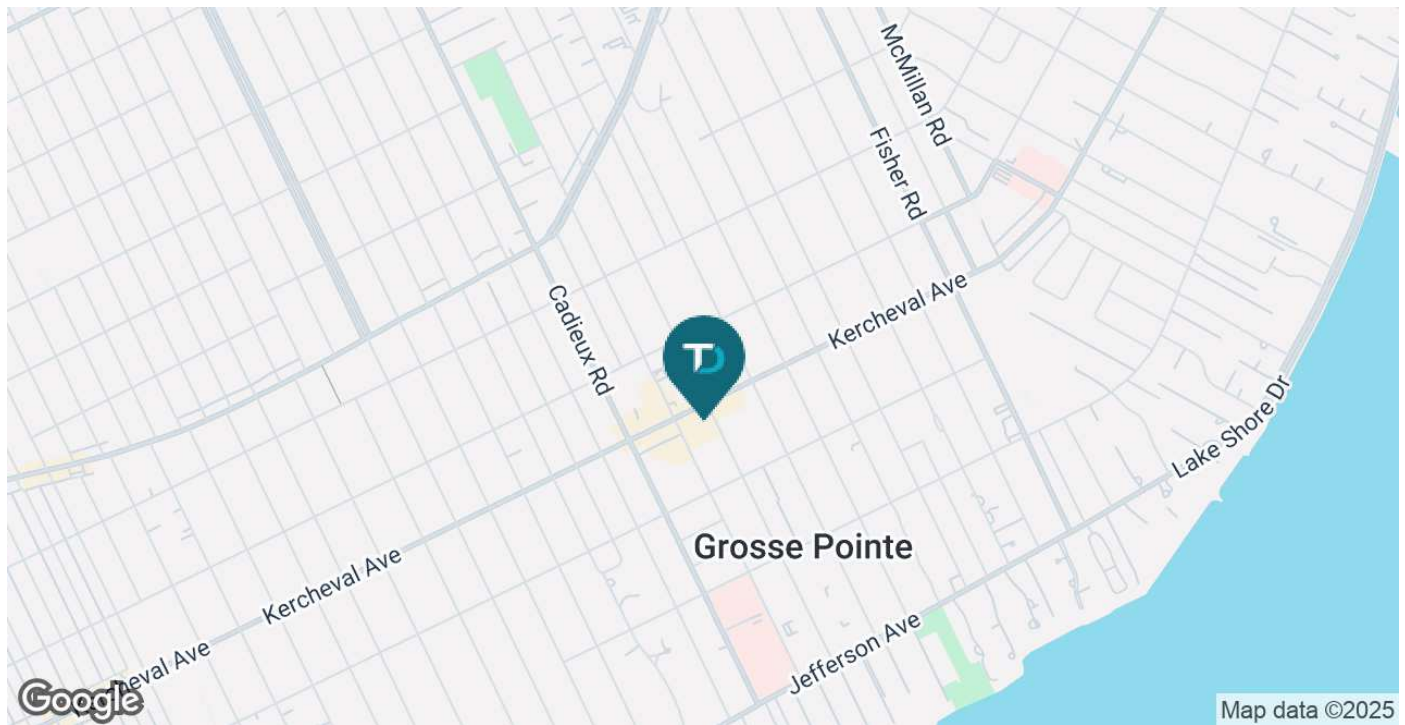 McMillan Rd
Fisher Rd
Kercheval Ave
Cadieux Rd
TD
Lake Shore Dr
Grosse Pointe
Kercheval Ave
Jefferson Ave
cheval Ave
Google
Map data ©2025